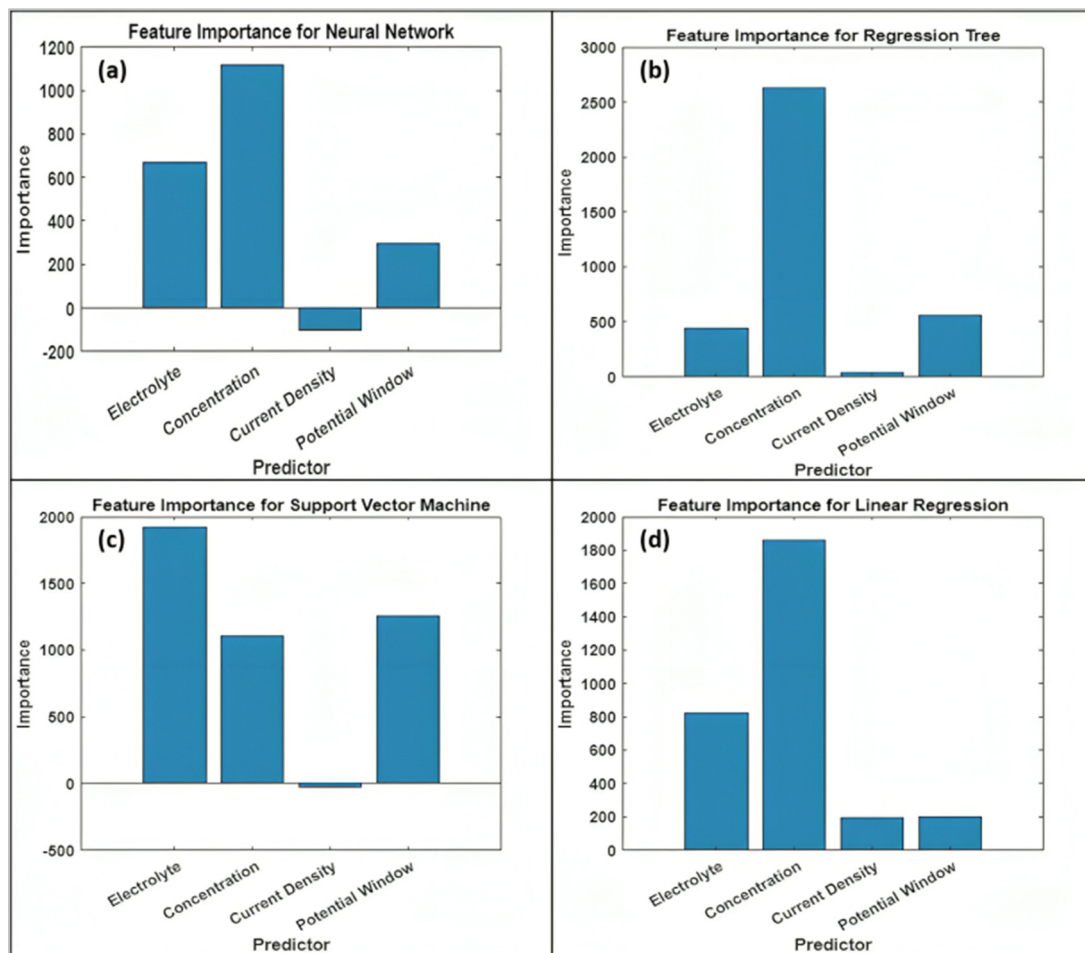 Feature Importance for Neural Network
(a)
1200
1000
800
600
400
200
0
-200
Importance
Electrolyte
Concentration
Current Density
Potential Window
Predictor
Feature Importance for Regression Tree
(b)
3000
2500
2000
1500
1000
500
0
Importance
Electrolyte
Concentration
Current Density
Potential Window
Predictor
Feature Importance for Support Vector Machine
(c)
2000
1500
1000
500
0
-500
Importance
Electrolyte
Concentration
Current Density
Potential Window
Predictor
Feature Importance for Linear Regression
(d)
2000
1800
1600
1400
1200
1000
800
600
400
200
0
Importance
Electrolyte
Concentration
Current Density
Potential Window
Predictor